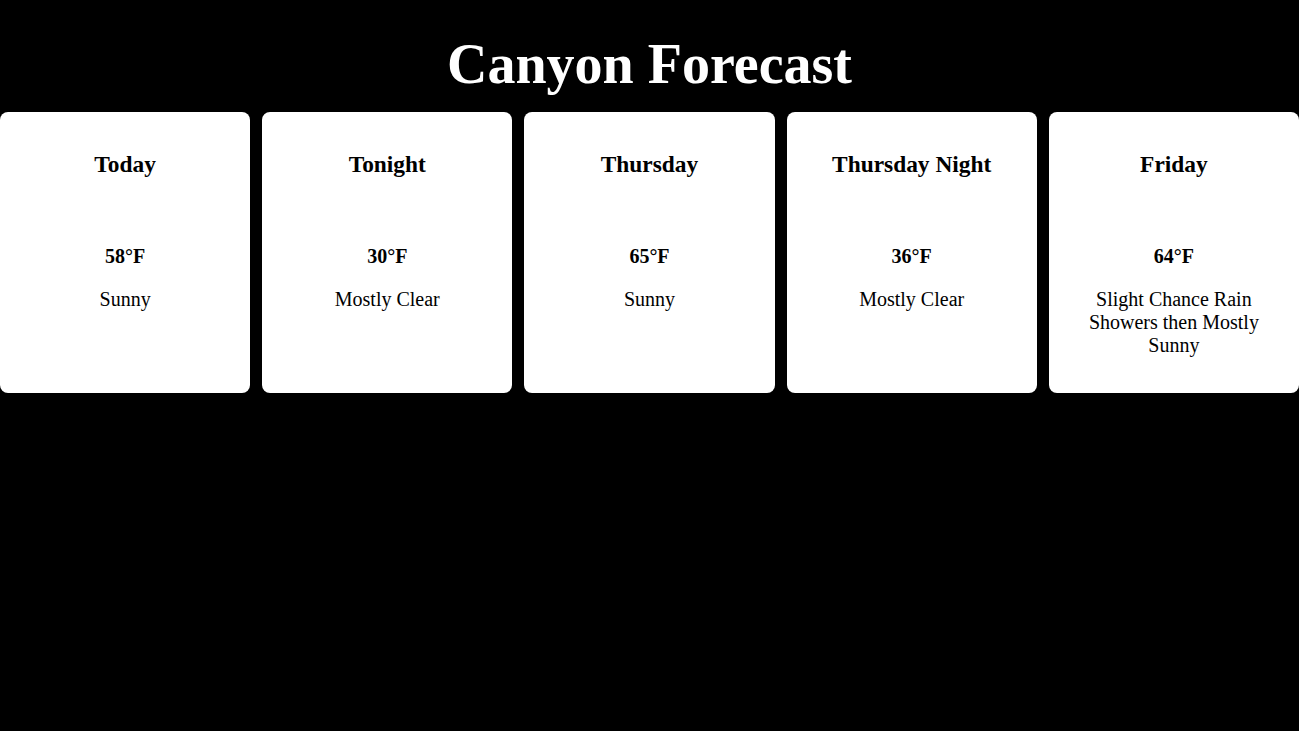 Canyon Forecast
Today
58°F
Sunny
Tonight
30°F
Mostly Clear
Thursday
65°F
Sunny
Thursday Night
36°F
Mostly Clear
Friday
64°F
Slight Chance Rain
Showers then Mostly
Sunny